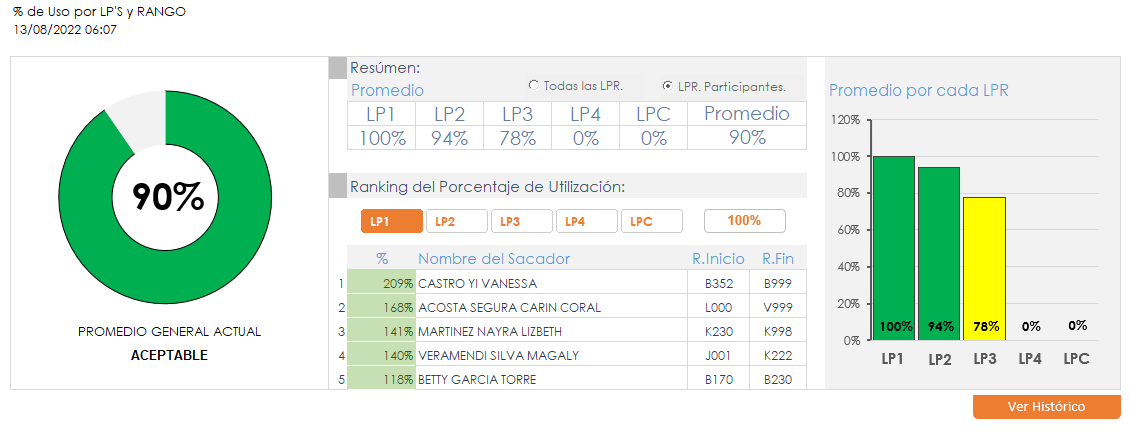 % de Uso por LP'S y RANGO
13/08/2022 06:07
90%
PROMEDIO GENERAL ACTUAL
ACEPTABLE
Resúmen:
Promedio
Todas las LPR.
LPR. Participantes.
LP1 LP2 LP3 LP4 LPC Promedio
100% 94% 78% 0% 0% 90%
Ranking del Porcentaje de Utilización:
LP1 LP2 LP3 LP4 LPC 100%
% Nombre del Sacador R.Inicio R.Fin
1 209% CASTRO YI VANESSA B352 B999
2 168% ACOSTA SEGURA CARIN CORAL L000 V999
3 141% MARTINEZ NAYRA LIZBETH K230 K998
4 140% VERAMENDI SILVA MAGALY J001 K222
5 118% BETTY GARCIA TORRE B170 B230
Promedio por cada LPR
120%
100%
80%
60%
40%
20%
0%
100% 94% 78% 0% 0%
LP1 LP2 LP3 LP4 LPC
Ver Histórico